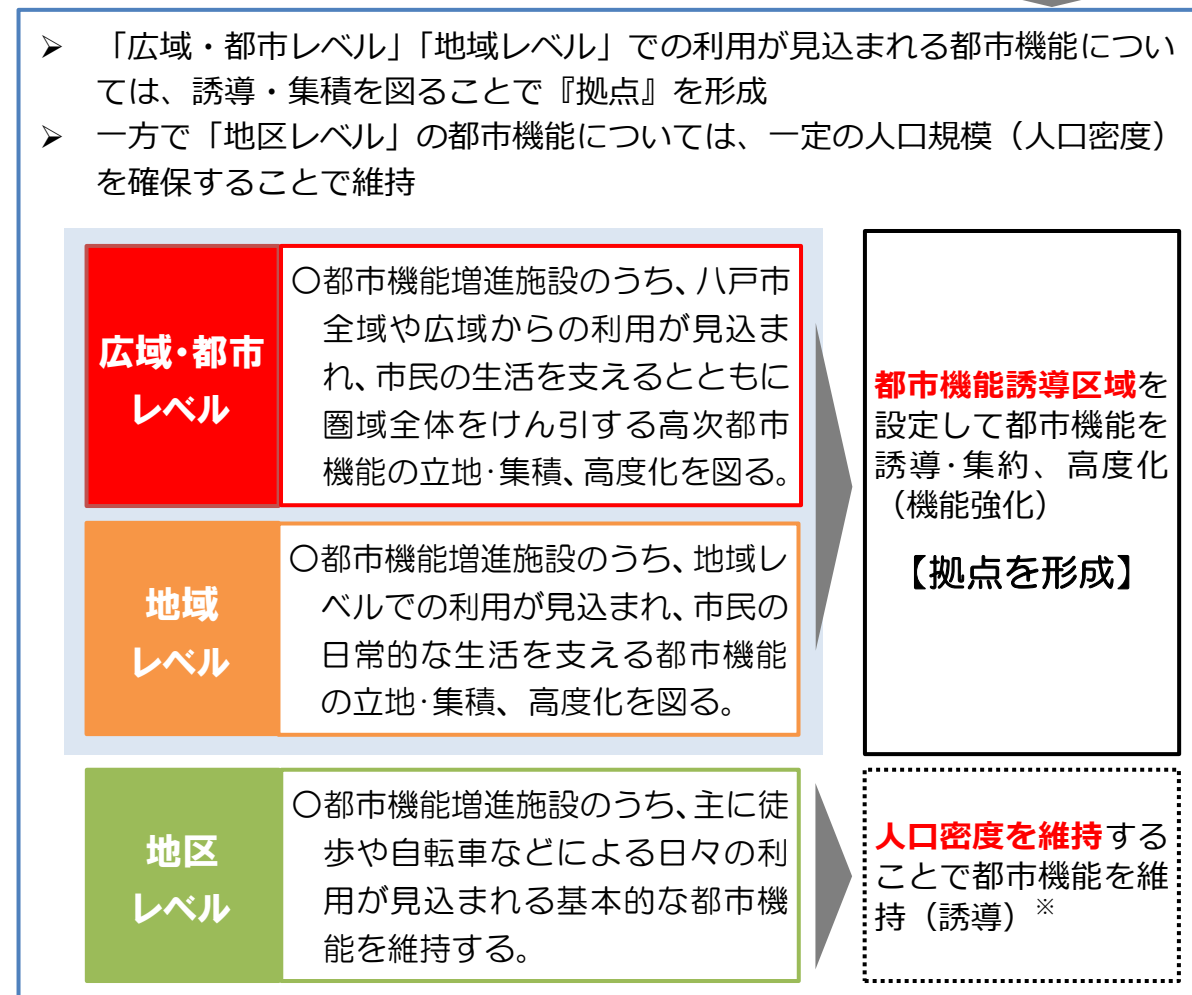 ➢ 「広域・都市レベル」「地域レベル」での利用が見込まれる都市機能につい
ては、誘導・集積を図ることで『拠点』を形成
➢ 一方で「地区レベル」の都市機能については、一定の人口規模（人口密度）
を確保することで維持
広域・都市
レベル
〇都市機能増進施設のうち、八戸市
全域や広域からの利用が見込ま
れ、市民の生活を支えるとともに
圏域全体をけん引する高次都市
機能の立地・集積、高度化を図る。
地域
レベル
〇都市機能増進施設のうち、地域レ
ベルでの利用が見込まれ、市民の
日常的な生活を支える都市機能
の立地・集積、高度化を図る。
都市機能誘導区域を
設定して都市機能を
誘導・集約、高度化
（機能強化）
【拠点を形成】
地区
レベル
〇都市機能増進施設のうち、主に徒
歩や自転車などによる日々の利
用が見込まれる基本的な都市機
能を維持する。
人口密度を維持する
ことで都市機能を維
持（誘導）※